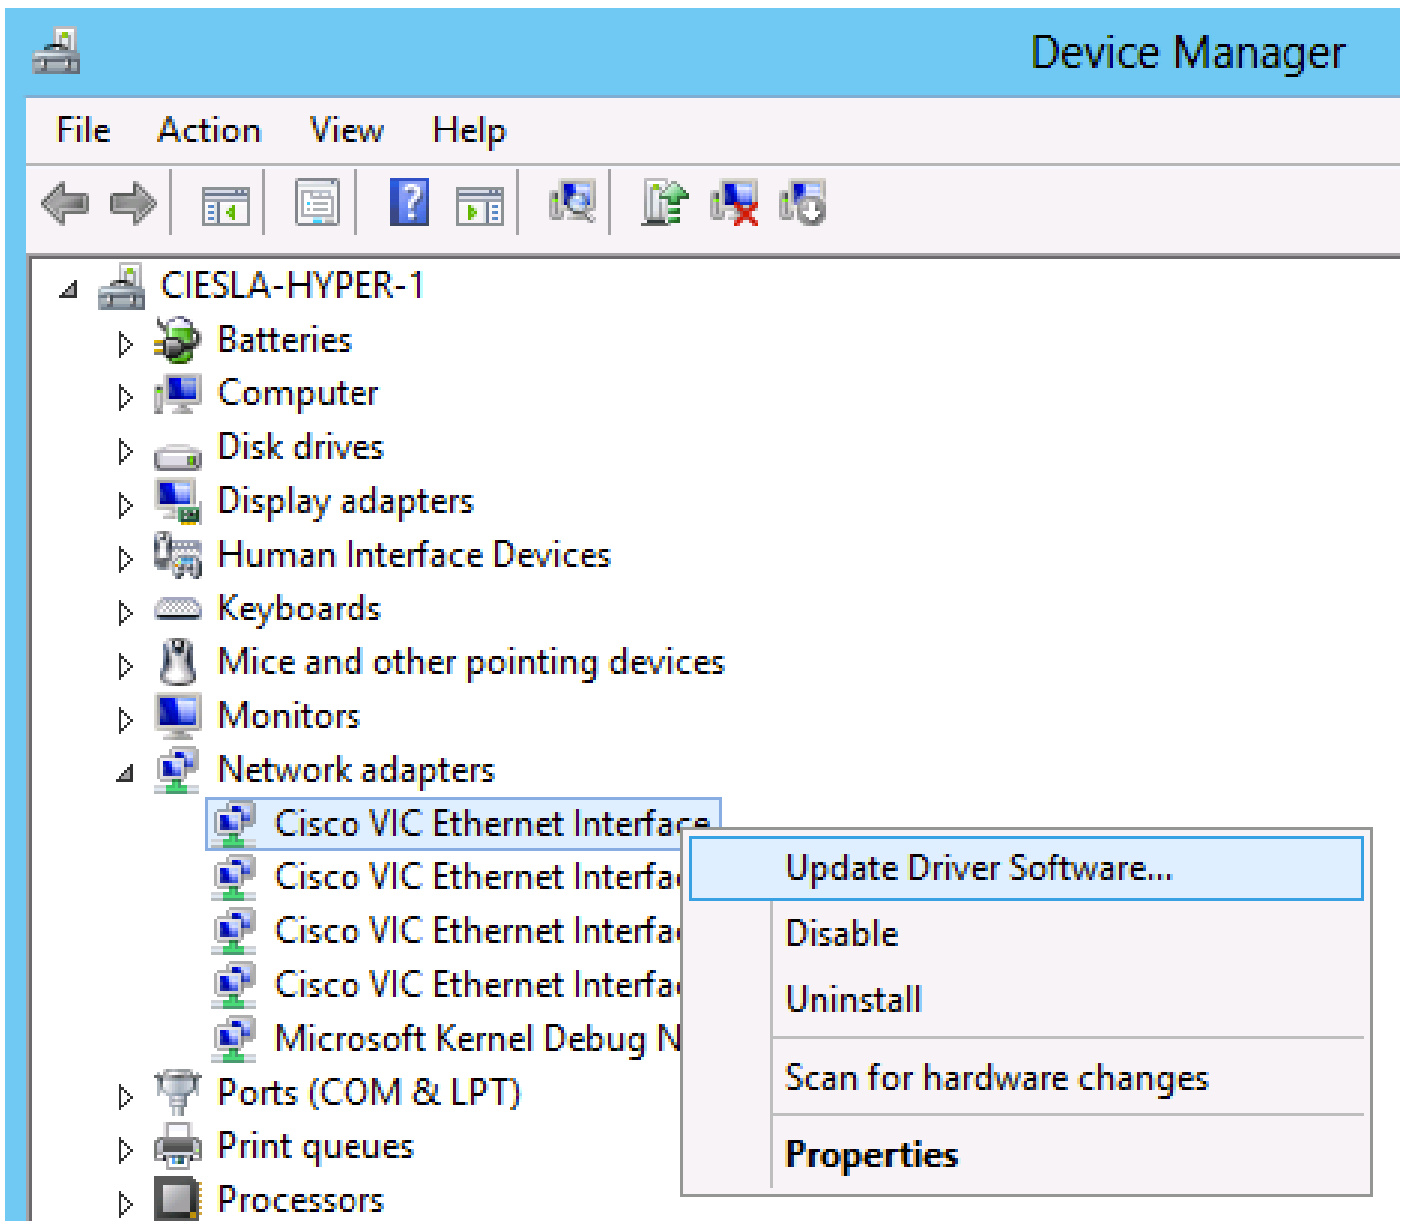 Device Manager
File Action View Help
CIESLA-HYPER-1
Batteries
Computer
Disk drives
Display adapters
Human Interface Devices
Keyboards
Mice and other pointing devices
Monitors
Network adapters
Cisco VIC Ethernet Interface
Cisco VIC Ethernet Interfa
Cisco VIC Ethernet Interfa
Cisco VIC Ethernet Interfa
Microsoft Kernel Debug N
Ports (COM & LPT)
Print queues
Processors
Update Driver Software...
Disable
Uninstall
Scan for hardware changes
Properties